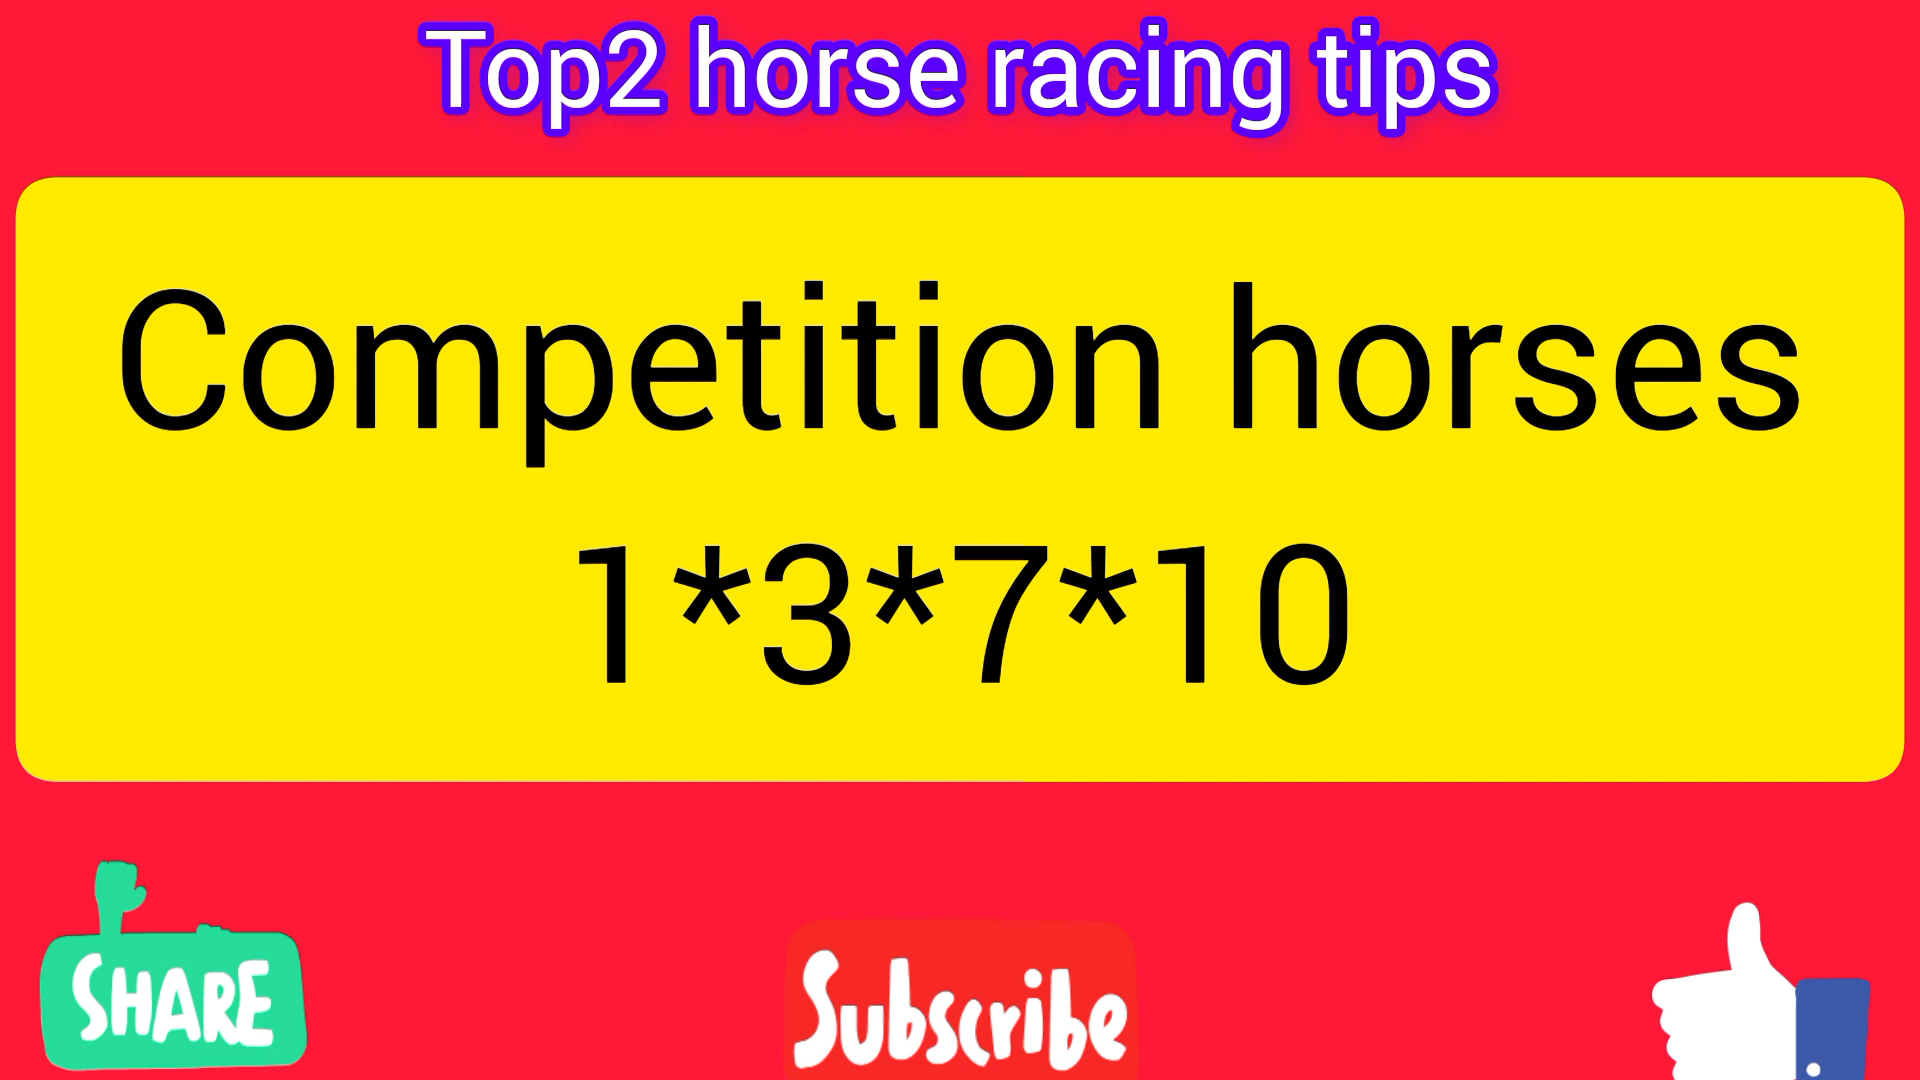 Top2 horse racing tips
Competition horses
1*3*7*10
SHARE
Subscribe